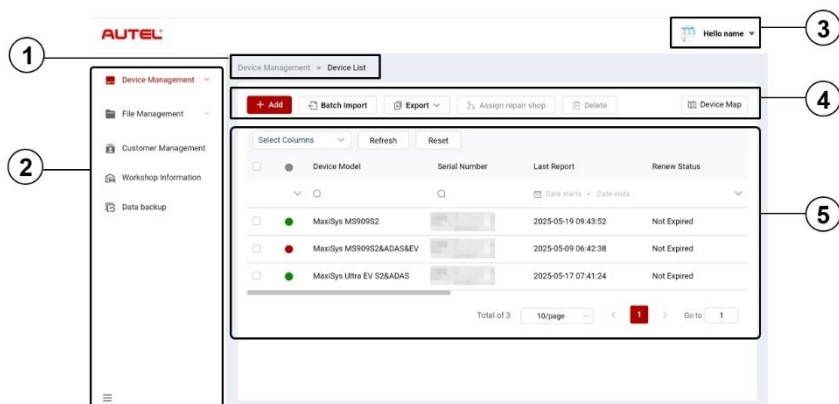 AUTEL
Hello name
3
1
Device Management > Device List
Device Management
+ Add Batch Import Export Assign repair shop Delete Device Map
4
File Management
Select Columns Refresh Reset
Customer Management
2
Device Model Serial Number Last Report Renew Status
Workshop Information
Date starts - Date ends
Data backup
5
MaxiSys MS909S2 2025-05-19 09:43:52 Not Expired
MaxiSys MS909S2&ADAS&EV 2025-05-09 06:42:38 Not Expired
MaxiSys Ultra EV S2&ADAS 2025-05-17 07:41:24 Not Expired
Total of 3 10/page < 1 > Go to 1